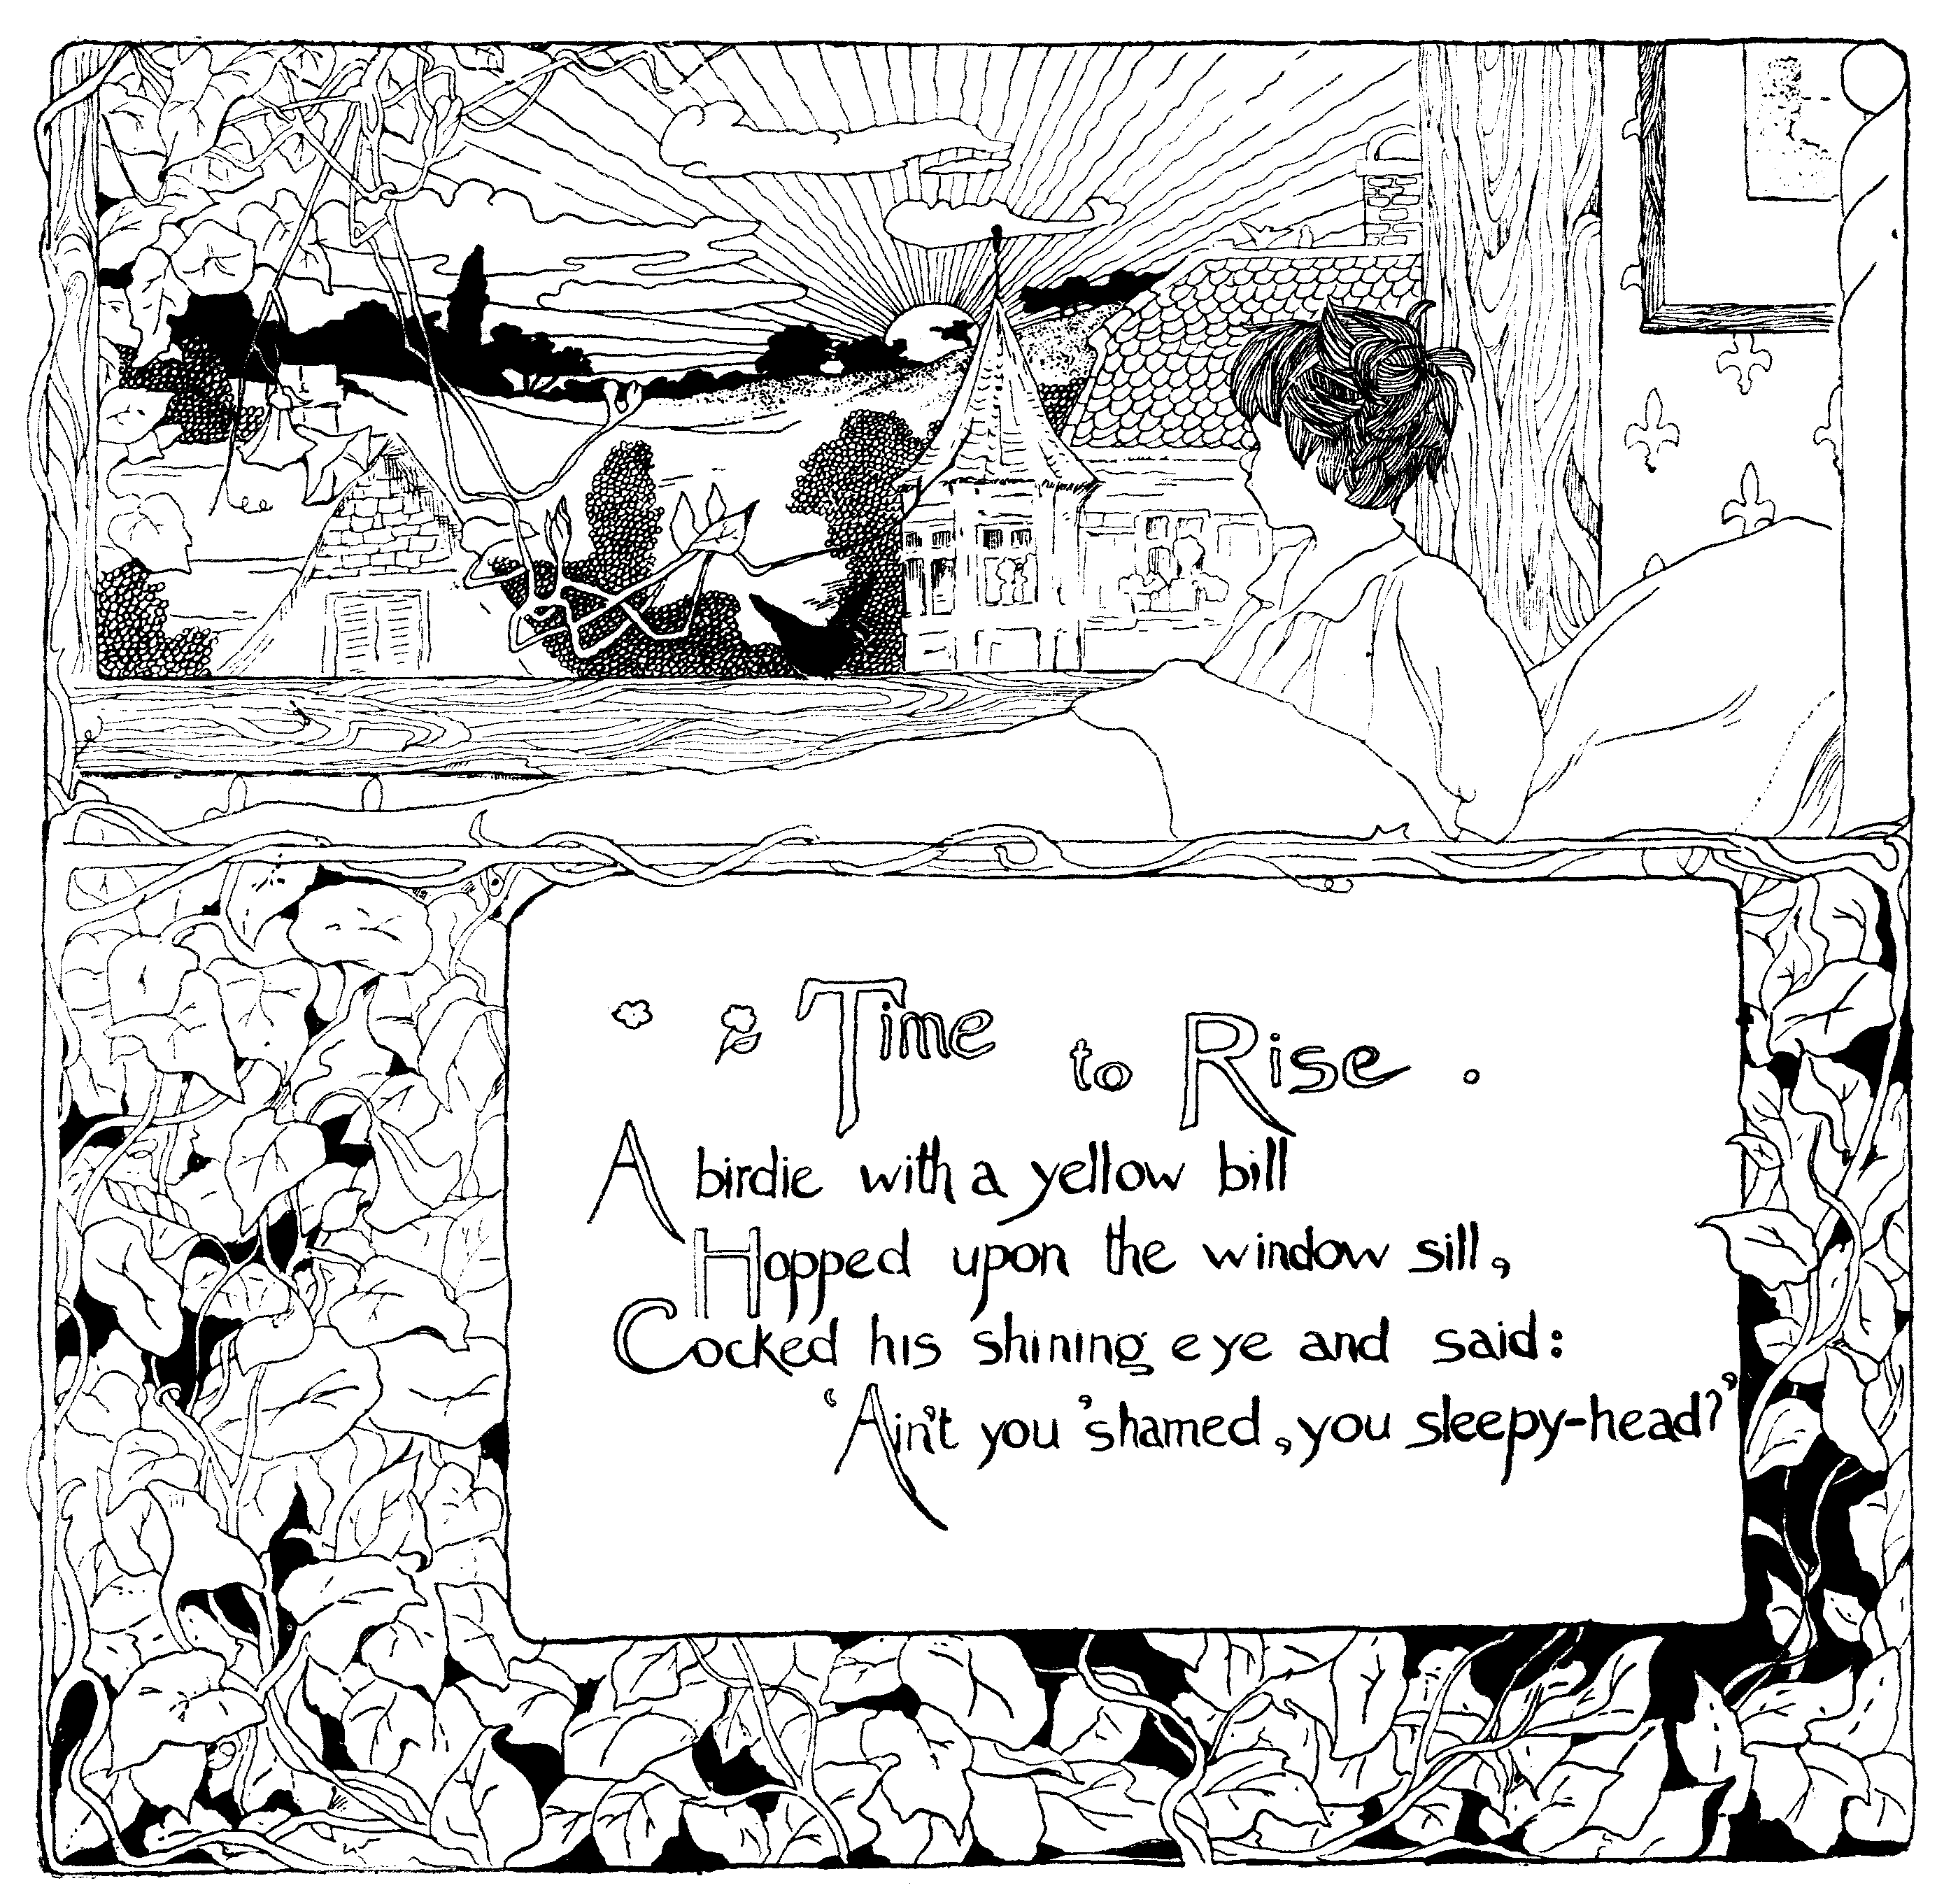 Time to Rise.
A birdie with a yellow bill
Hopped upon the window sill,
Cocked his shining eye and said:
'Ain't you 'shamed, you sleepy-head?'